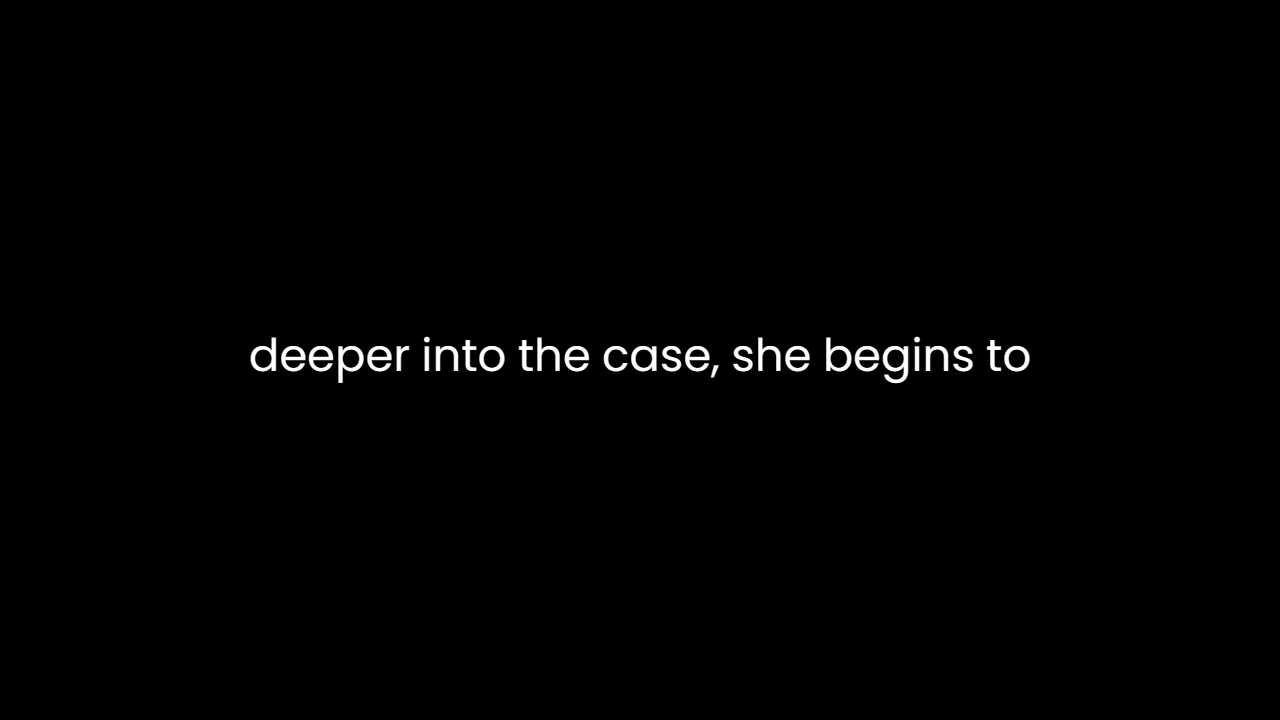 deeper into the case, she begins to